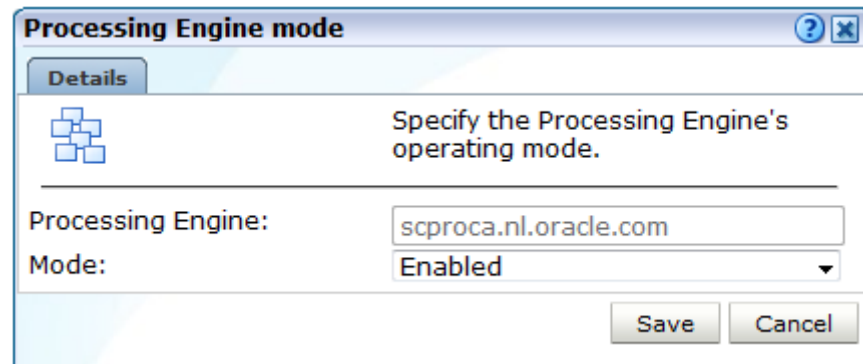 Processing Engine mode
Details
Specify the Processing Engine's
operating mode.
Processing Engine: scproca.nl.oracle.com
Mode: Enabled
Save Cancel